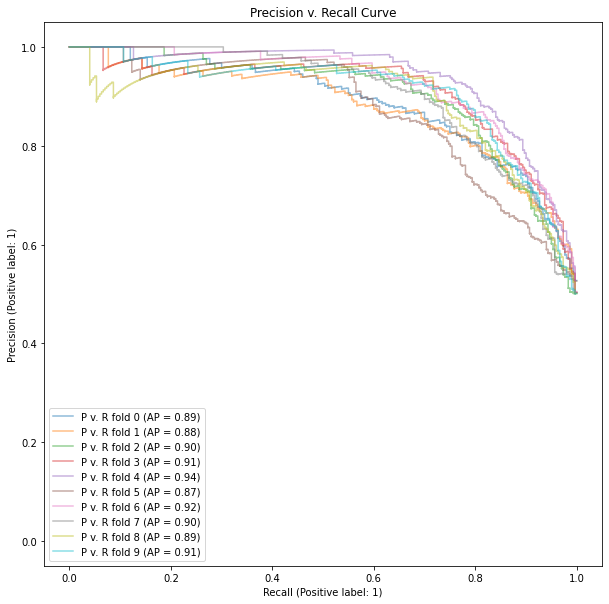 Precision v. Recall Curve
1.0
0.8
0.6
0.4
0.2
0.0
Precision (Positive label: 1)
P v. R fold 0 (AP = 0.89)
P v. R fold 1 (AP = 0.88)
P v. R fold 2 (AP = 0.90)
P v. R fold 3 (AP = 0.91)
P v. R fold 4 (AP = 0.94)
P v. R fold 5 (AP = 0.87)
P v. R fold 6 (AP = 0.92)
P v. R fold 7 (AP = 0.90)
P v. R fold 8 (AP = 0.89)
P v. R fold 9 (AP = 0.91)
0.0 0.2 0.4 0.6 0.8 1.0
Recall (Positive label: 1)